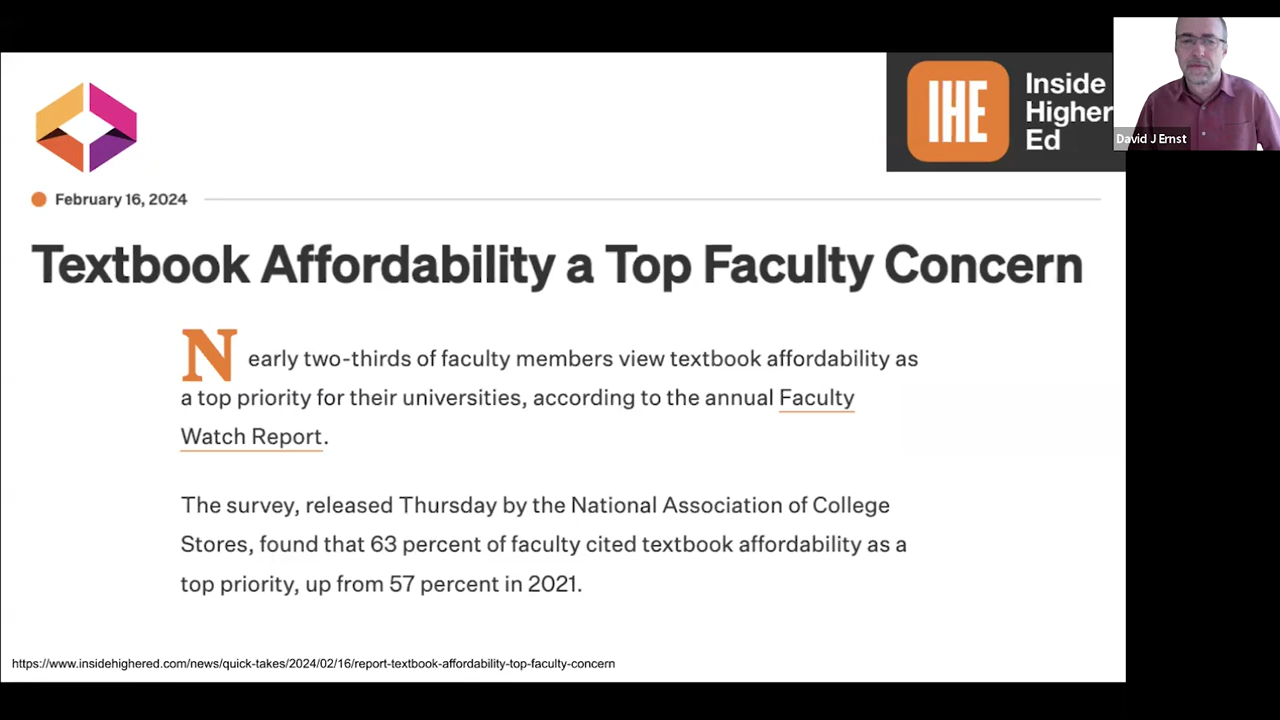 IHE
Inside
Higher
Ed
David J Ernst
February 16, 2024
Textbook Affordability a Top Faculty Concern
Nearly two-thirds of faculty members view textbook affordability as
a top priority for their universities, according to the annual Faculty
Watch Report.
The survey, released Thursday by the National Association of College
Stores, found that 63 percent of faculty cited textbook affordability as a
top priority, up from 57 percent in 2021.
https://www.insidehighered.com/news/quick-takes/2024/02/16/report-textbook-affordability-top-faculty-concern